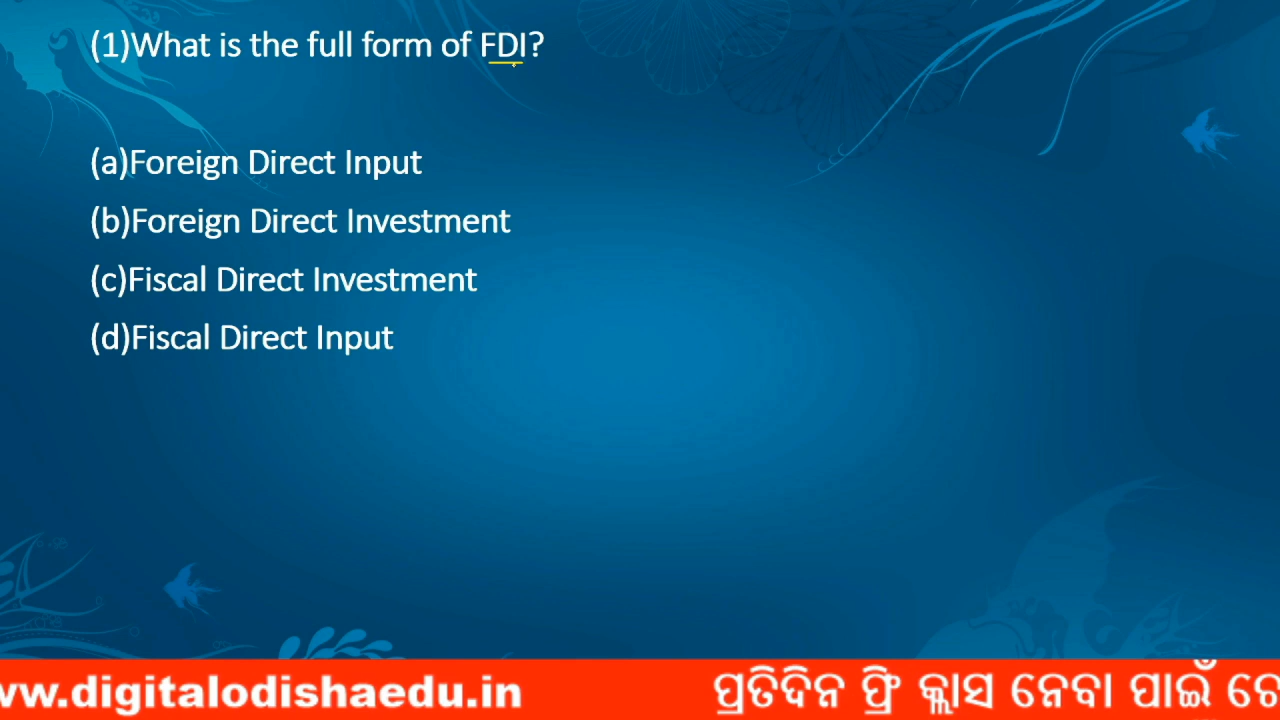 (1)What is the full form of FDI?
(a)Foreign Direct Input
(b)Foreign Direct Investment
(c)Fiscal Direct Investment
(d)Fiscal Direct Input
ww.digitalodishaedu.in ପ୍ରତିଦିନ ଫ୍ରି କ୍ଲାସ ନେବା ପାଇଁ